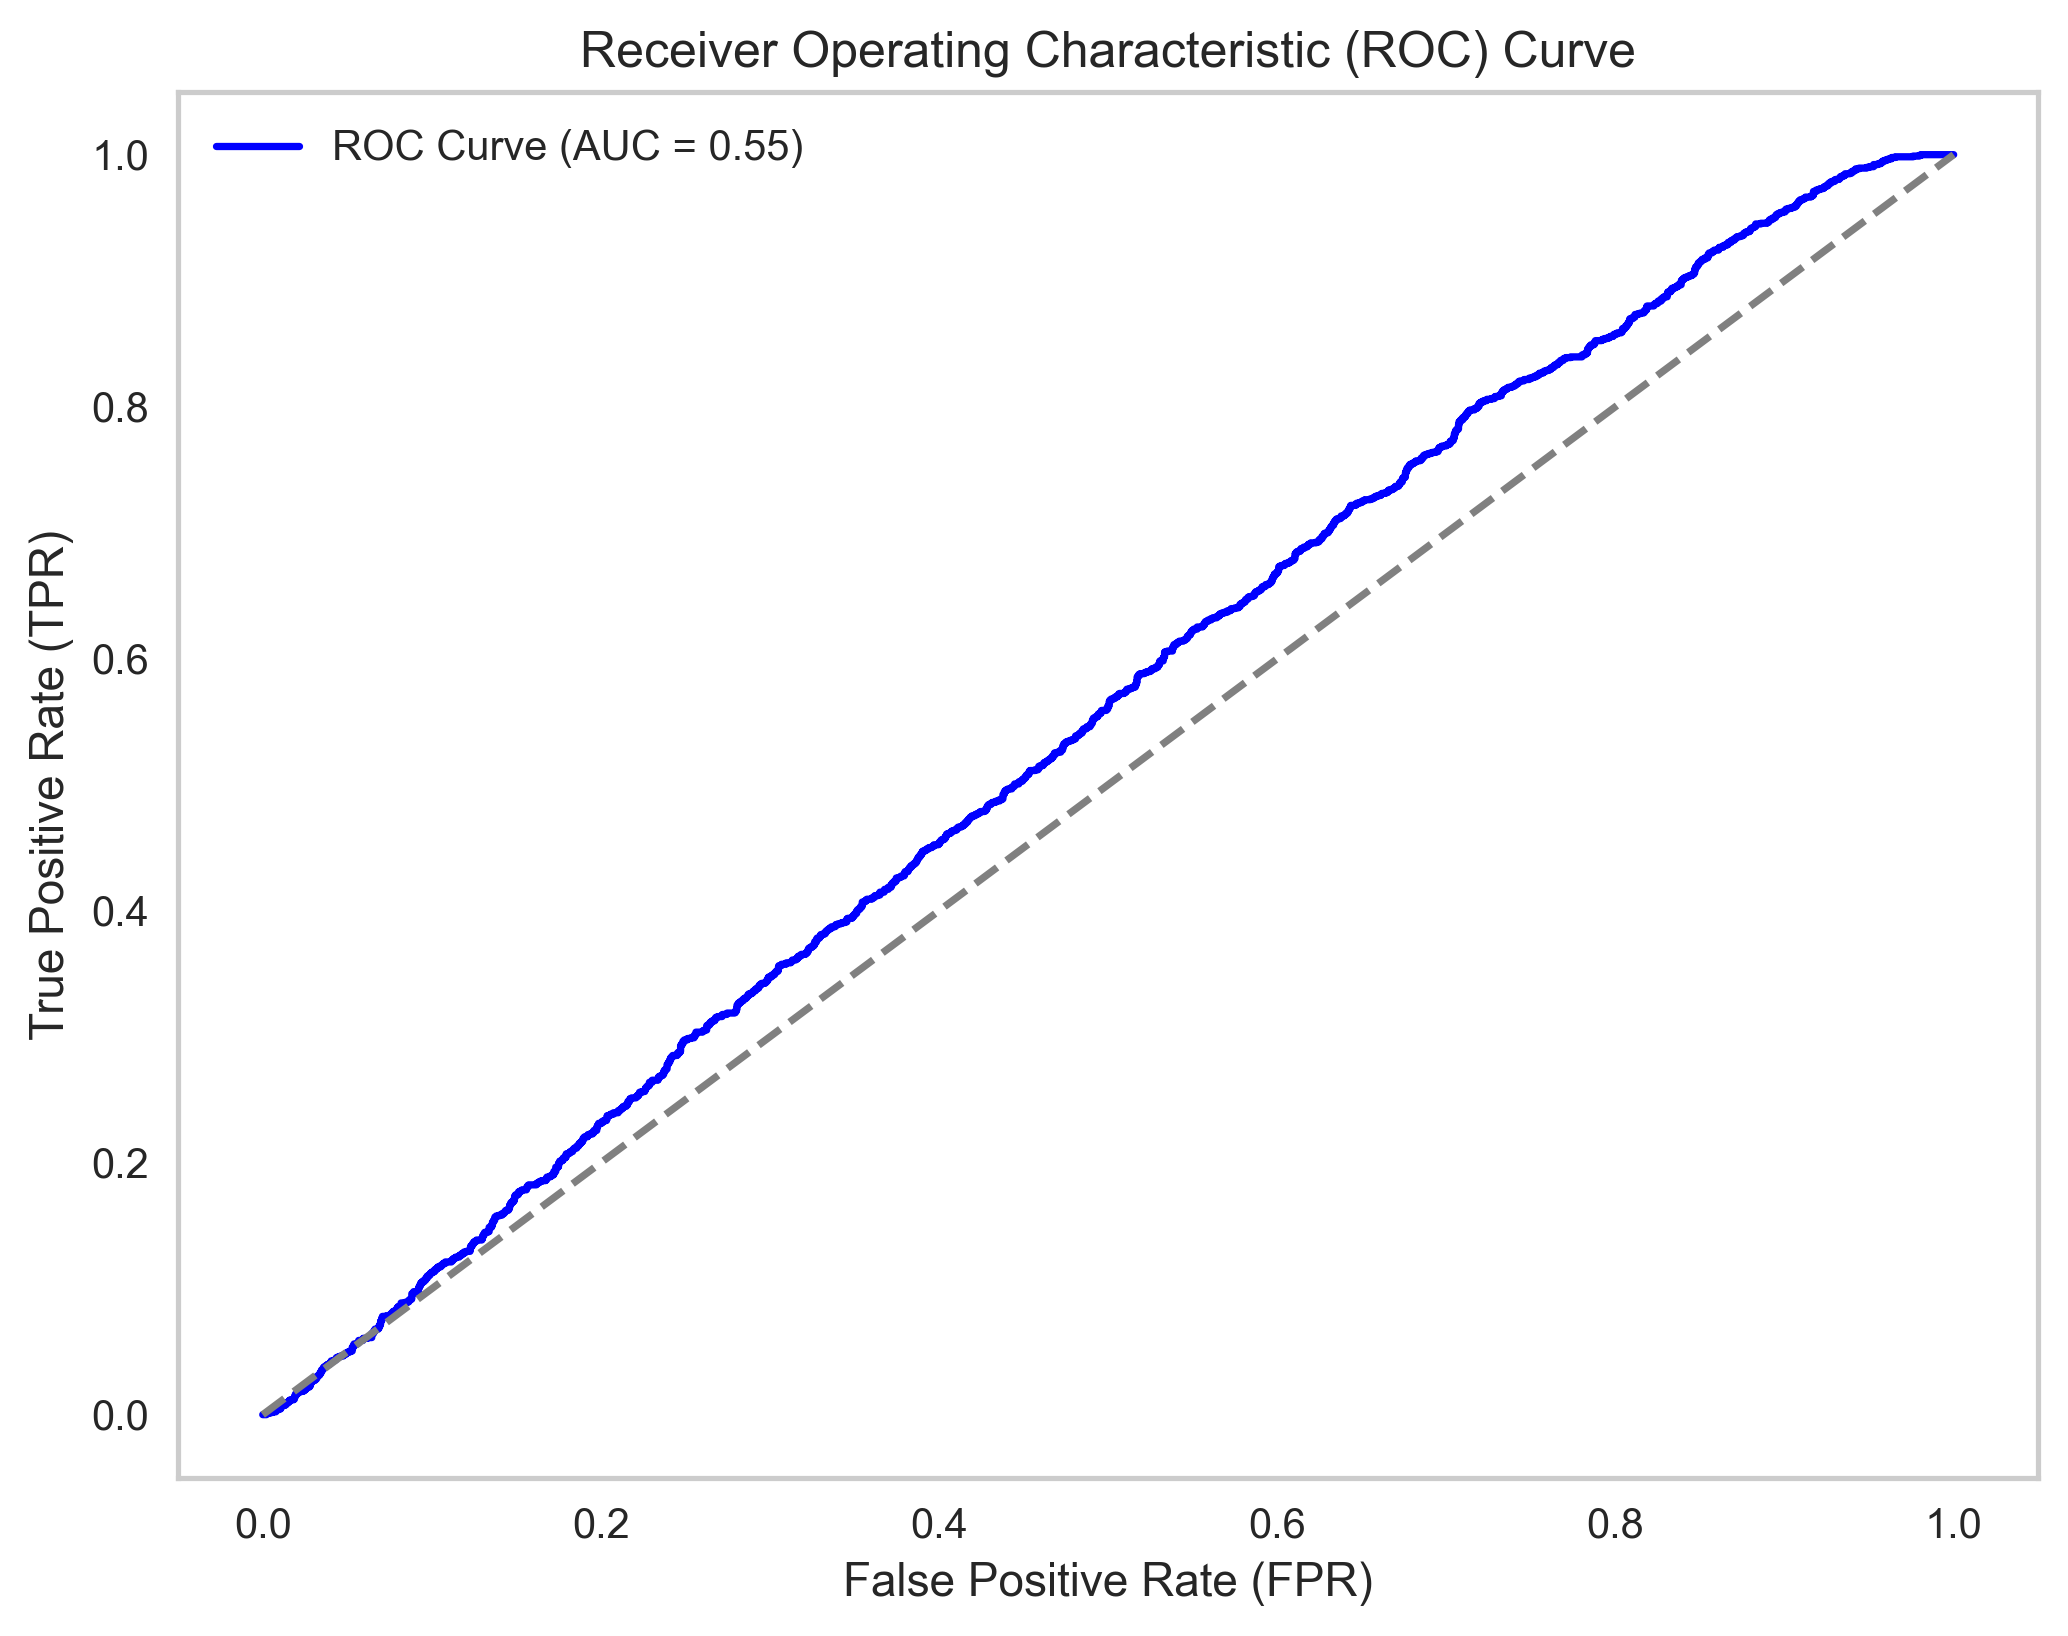 Receiver Operating Characteristic (ROC) Curve
ROC Curve (AUC = 0.55)
1.0
0.8
0.6
0.4
0.2
0.0
True Positive Rate (TPR)
0.0 0.2 0.4 0.6 0.8 1.0
False Positive Rate (FPR)